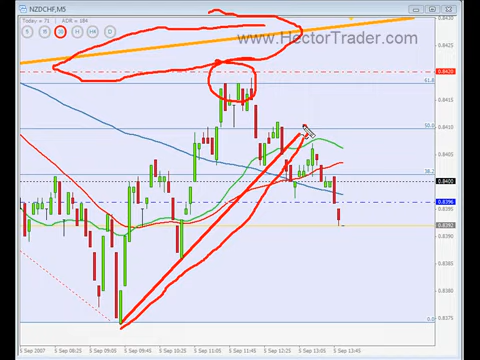 NZDCHF,M5
Today = 71 | ADR = 184
www.HectorTrader.com
0.8430
0.8425
0.8420
61.8
0.8415
50.0
0.8410
0.8405
38.2
0.8400
0.8396
0.8395
0.8392
0.8390
0.8385
0.8380
0.0
0.8375
5 Sep 2007
5 Sep 08:25
5 Sep 09:05
5 Sep 09:45
5 Sep 10:25
5 Sep 11:05
5 Sep 11:45
5 Sep 12:25
5 Sep 13:05
5 Sep 13:45